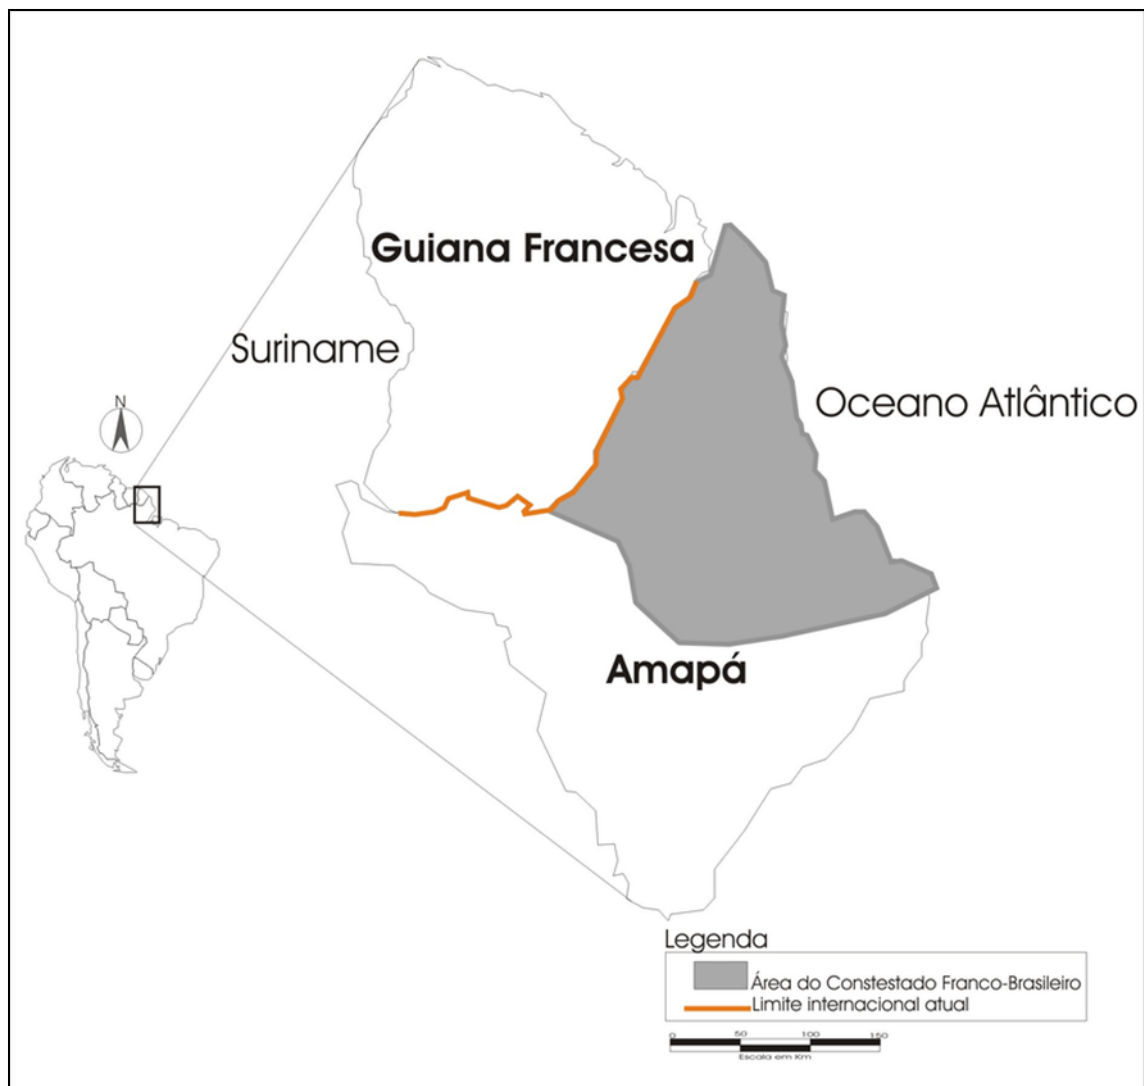 Guiana Francesa
Suriname
Oceano Atlântico
N
Amapá
Legenda
Área do Constestado Franco-Brasileiro
Limite internacional atual
0 50 100 150
Escala em Km